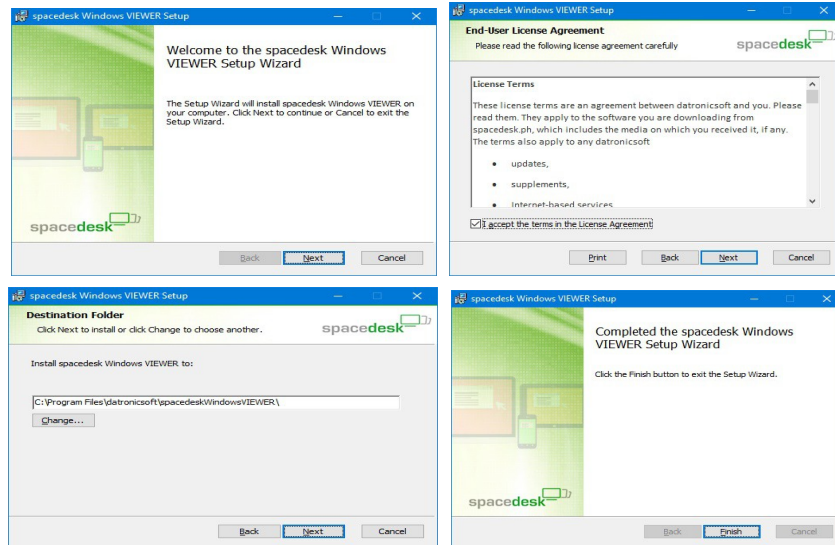 spacedesk Windows VIEWER Setup
Welcome to the spacedesk Windows
VIEWER Setup Wizard
The Setup Wizard will install spacedesk Windows VIEWER on
your computer. Click Next to continue or Cancel to exit the
Setup Wizard.
spacedesk
Back Next Cancel
spacedesk Windows VIEWER Setup
End-User License Agreement
Please read the following license agreement carefully
spacedesk
License Terms
These license terms are an agreement between datronicsoft and you. Please
read them. They apply to the software you are downloading from
spacedesk.ph, which includes the media on which you received it, if any.
The terms also apply to any datronicsoft
• updates,
• supplements,
• Internet-based services
I accept the terms in the License Agreement
Print Back Next Cancel
spacedesk Windows VIEWER Setup
Destination Folder
Click Next to install or click Change to choose another.
spacedesk
Install spacedesk Windows VIEWER to:
C:\Program Files\datronicsoft\spacedeskWindowsVIEWER\
Change...
Back Next Cancel
spacedesk Windows VIEWER Setup
Completed the spacedesk Windows
VIEWER Setup Wizard
Click the Finish button to exit the Setup Wizard.
spacedesk
Back Finish Cancel